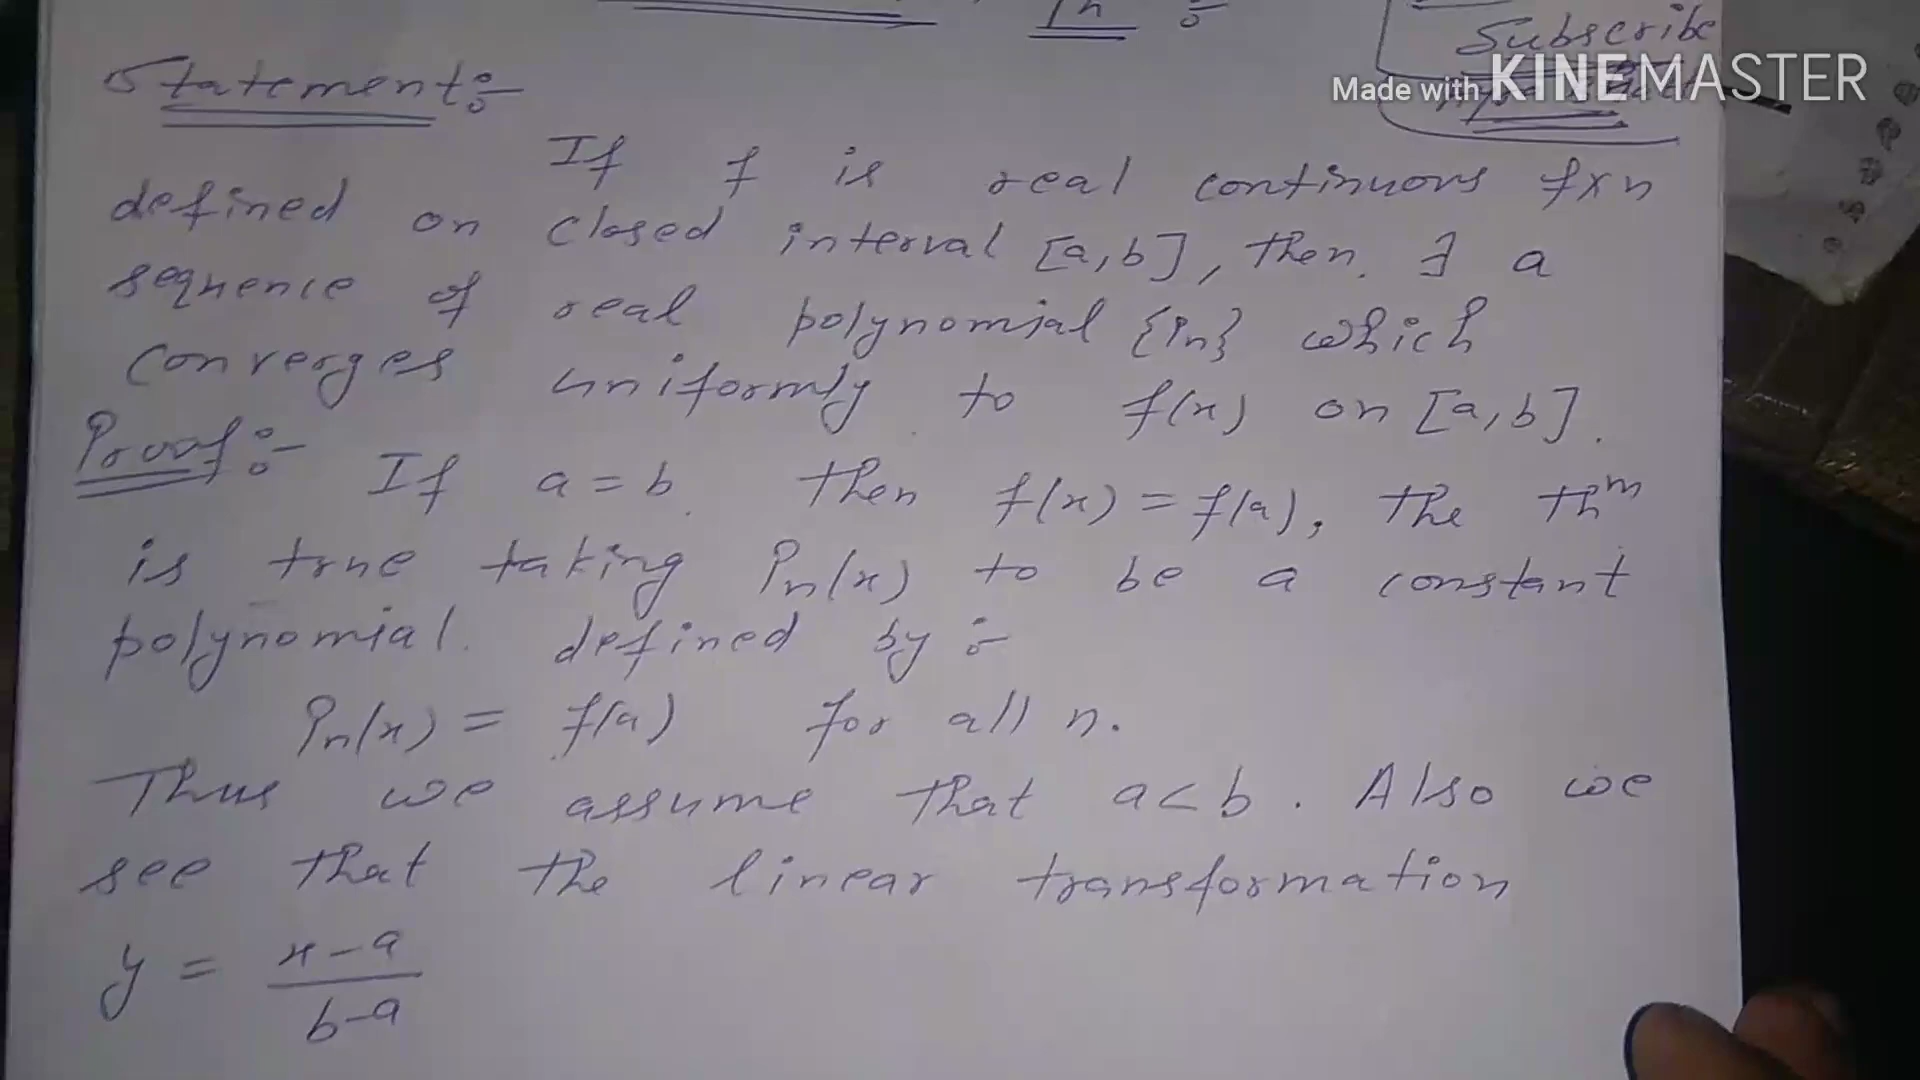 Subscribe
Made with KINEMASTER
Statement:-
If f is real continuous fxn
defined on closed interval [a,b], then ∃ a
sequence of real polynomial {Pn} which
converges uniformly to f(x) on [a,b].
Proof:- If a=b then f(x) = f(a), the thm
is true taking Pn(x) to be a constant
polynomial. defined by :-
Pn(x) = f(a) for all n.
Thus we assume that a<b. Also we
see that the linear transformation
y = x-a
b-a